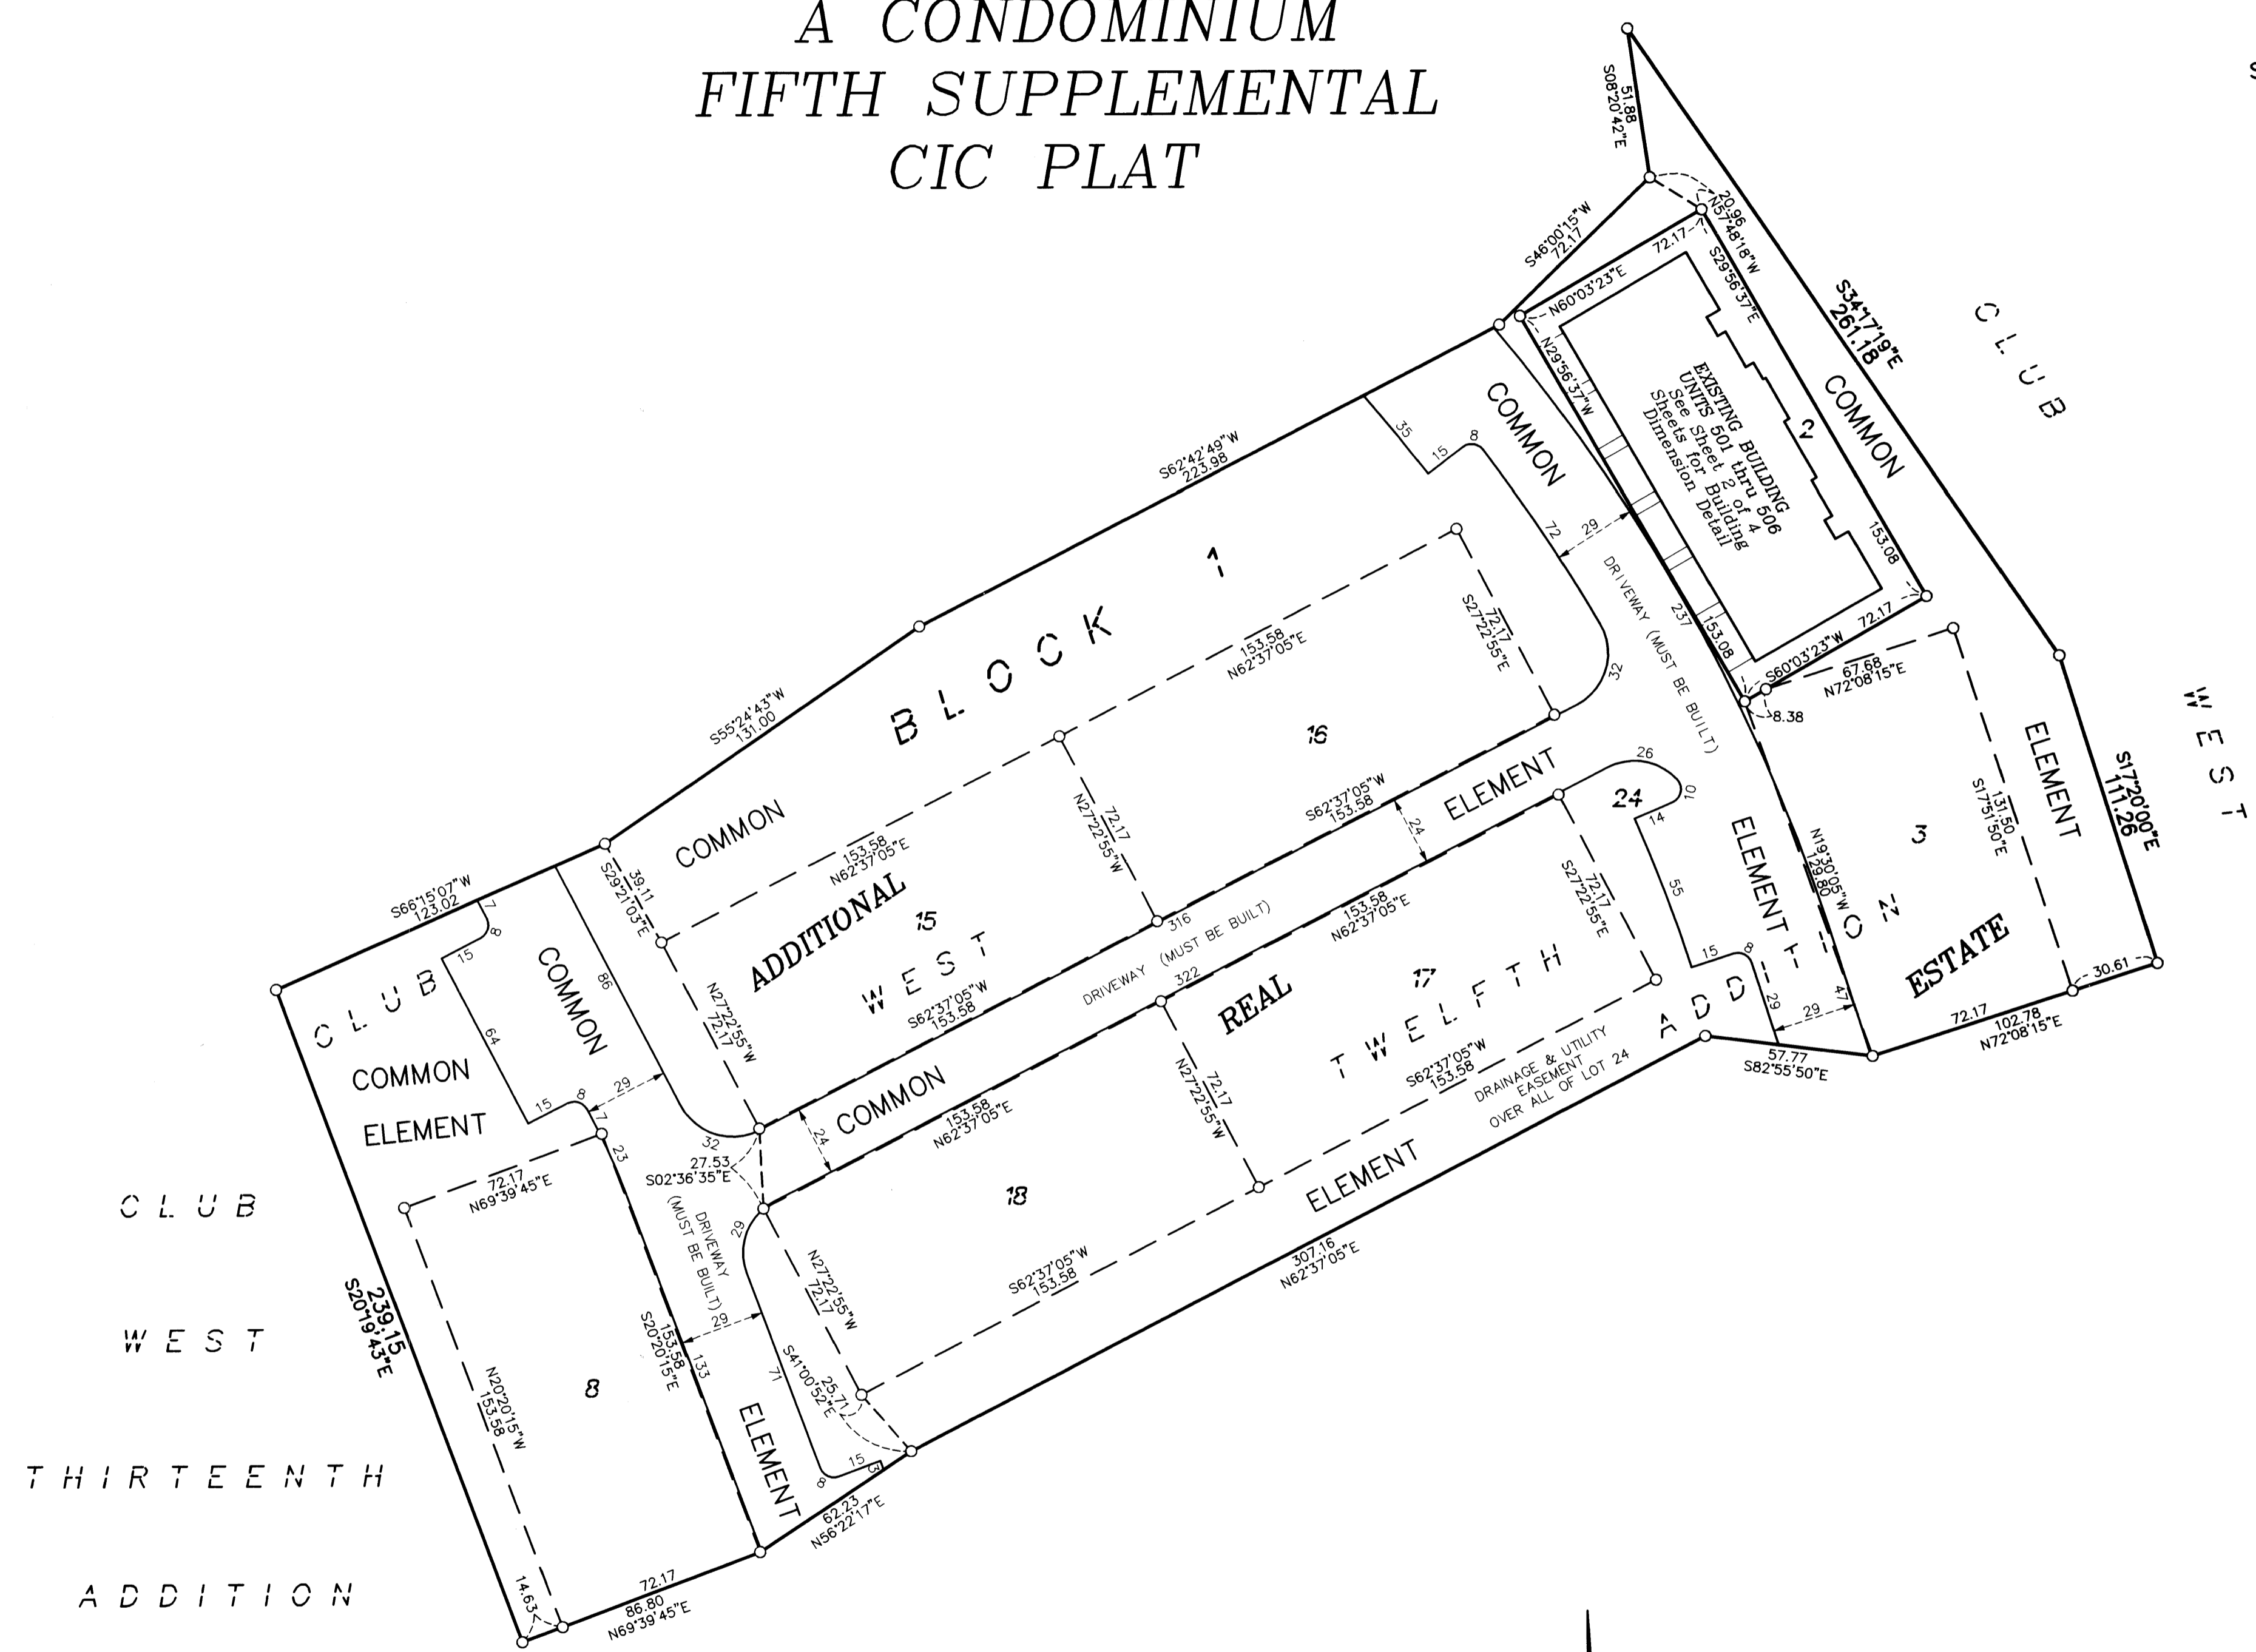 A CONDOMINIUM
FIFTH SUPPLEMENTAL
CIC PLAT
S08°20'42"E
51.88
S46°00'15"W
72.17
20.96
N57°48'18"W
72.17
N60°03'23"E
S29°56'37"E
153.08
N29°56'37"W
153.08
S60°03'23"W
72.17
EXISTING BUILDING
UNITS 501 thru 506
See Sheet 2 of 4
Sheets for Building
Dimension Detail
2
S34°17'19"E
261.18
COMMON
ELEMENT
CLUB
WEST
S17°20'00"E
111.26
67.68
N72°08'15"E
8.38
131.50
S17°51'50"E
3
N19°30'05"W
129.80
ESTATE
30.61
72.17
102.78
N72°08'15"E
57.77
S82°55'50"E
S62°42'49"W
223.98
35
15
8
COMMON
72
29
237
DRIVEWAY (MUST BE BUILT)
32
BLOCK 1
S55°24'43"W
131.00
S66°15'07"W
123.02
7
8
15
64
15
8
7
23
86
29
32
COMMON
CLUB
COMMON
ELEMENT
39.11
S29°21'03"E
COMMON
153.58
N62°37'05"E
153.58
N62°37'05"E
72.17
S27°22'55"E
16
72.17
N27°22'55"W
ADDITIONAL
15
WEST
N27°22'55"W
72.17
S62°37'05"W
153.58
S62°37'05"W
153.58
316
DRIVEWAY (MUST BE BUILT)
322
24
ELEMENT
24
COMMON
26
10
24
14
55
15
8
29
29
47
ELEMENT
153.58
N62°37'05"E
153.58
N62°37'05"E
72.17
S27°22'55"E
REAL
17
TWELFTH
ADDITION
72.17
N27°22'55"W
S62°37'05"W
153.58
DRAINAGE & UTILITY
EASEMENT
OVER ALL OF LOT 24
ELEMENT
307.16
N62°37'05"E
18
S62°37'05"W
153.58
27.53
S02°36'35"E
N27°22'55"W
72.17
29
DRIVEWAY
(MUST BE BUILT)
29
71
S41°00'52"E
25.71
15
3
8
ELEMENT
62.23
N56°22'17"E
72.17
N69°39'45"E
153.58
S20°20'15"E
133
8
N20°20'15"W
153.58
239.15
S20°19'43"E
14.63
72.17
86.80
N69°39'45"E
CLUB
WEST
THIRTEENTH
ADDITION